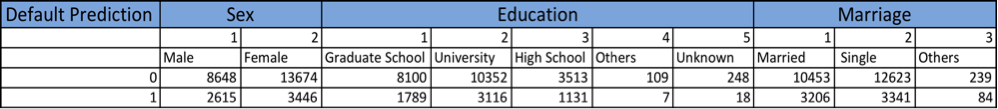 Default Prediction Sex Education Marriage
1 2 1 2 3 4 5 1 2 3
Male Female Graduate School University High School Others Unknown Married Single Others
0 8648 13674 8100 10352 3513 109 248 10453 12623 239
1 2615 3446 1789 3116 1131 7 18 3206 3341 84